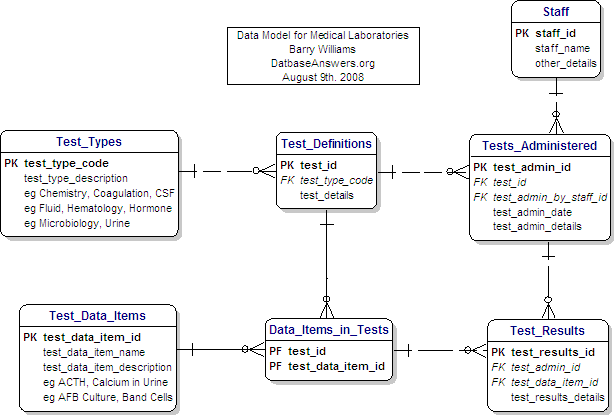 Data Model for Medical Laboratories
Barry Williams
DatbaseAnswers.org
August 9th. 2008
Staff
PK staff_id
staff_name
other_details
Test_Types
PK test_type_code
test_type_description
eg Chemistry, Coagulation, CSF
eg Fluid, Hematology, Hormone
eg Microbiology, Urine
Test_Definitions
PK test_id
FK test_type_code
test_details
Tests_Administered
PK test_admin_id
FK test_id
FK test_admin_by_staff_id
test_admin_date
test_admin_details
Test_Data_Items
PK test_data_item_id
test_data_item_name
test_data_item_description
eg ACTH, Calcium in Urine
eg AFB Culture, Band Cells
Data_Items_in_Tests
PF test_id
PF test_data_item_id
Test_Results
PK test_results_id
FK test_admin_id
FK test_data_item_id
test_results_details